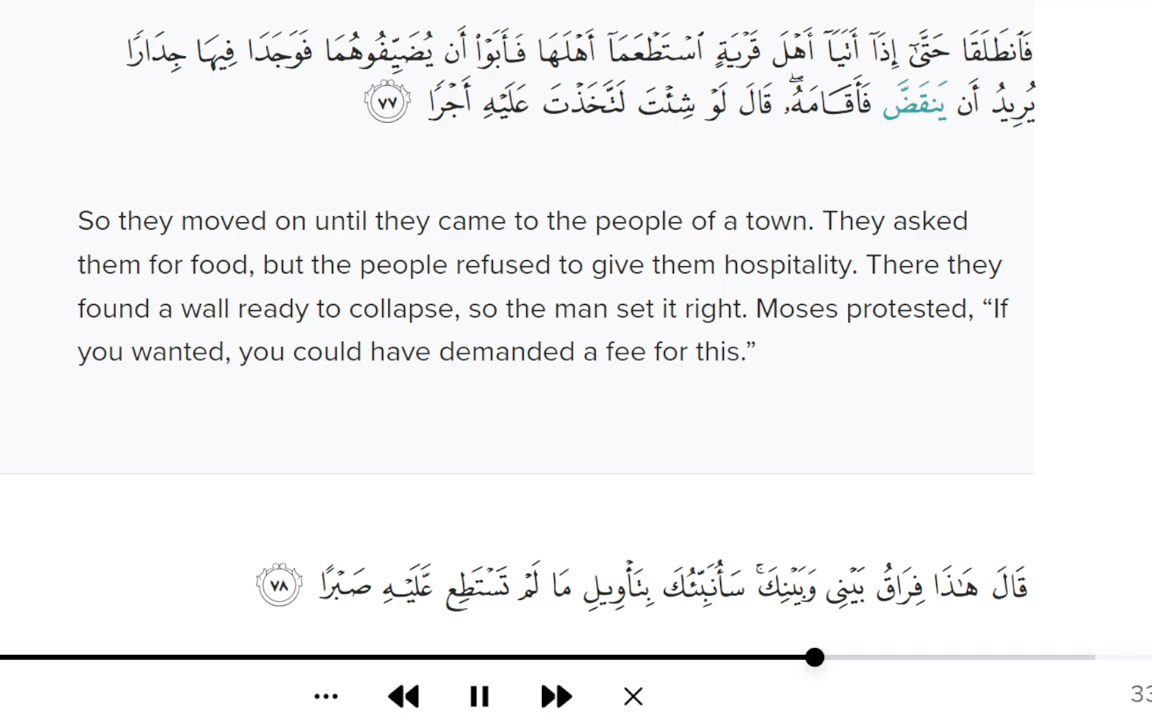 فَٱنطَلَقَا حَتَّىٰٓ إِذَآ أَتَيَآ أَهْلَ قَرْيَةٍ ٱسْتَطْعَمَآ أَهْلَهَا فَأَبَوْا۟ أَن يُضَيِّفُوهُمَا فَوَجَدَا فِيهَا جِدَارًا
يُرِيدُ أَن يَنقَضَّ فَأَقَامَهُۥ ۖ قَالَ لَوْ شِئْتَ لَتَّخَذْتَ عَلَيْهِ أَجْرًا ٧٧
So they moved on until they came to the people of a town. They asked
them for food, but the people refused to give them hospitality. There they
found a wall ready to collapse, so the man set it right. Moses protested, “If
you wanted, you could have demanded a fee for this.”
قَالَ هَـٰذَا فِرَاقُ بَيْنِى وَبَيْنِكَ ۚ سَأُنَبِّئُكَ بِتَأْوِيلِ مَا لَمْ تَسْتَطِع عَّلَيْهِ صَبْرًا ٧٨
33